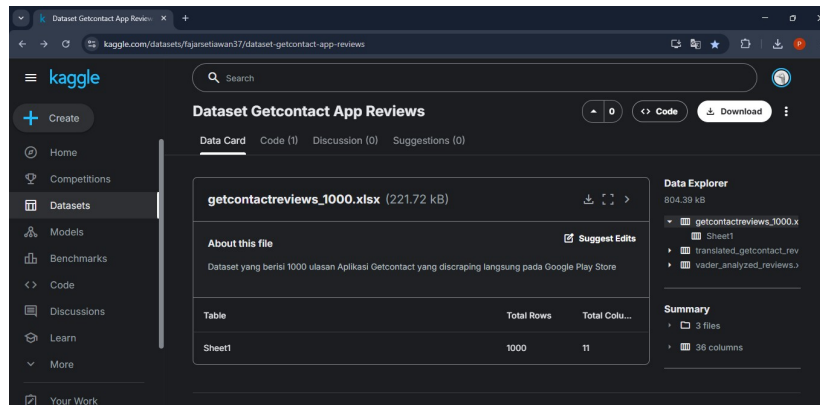 Dataset Getcontact App Review
kaggle.com/datasets/fajarsetiawan37/dataset-getcontact-app-reviews
kaggle
Search
Create
Home
Competitions
Datasets
Models
Benchmarks
Code
Discussions
Learn
More
Your Work
Dataset Getcontact App Reviews
0
<> Code
Download
Data Card
Code (1)
Discussion (0)
Suggestions (0)
getcontactreviews_1000.xlsx (221.72 kB)
About this file
Suggest Edits
Dataset yang berisi 1000 ulasan Aplikasi Getcontact yang discraping langsung pada Google Play Store
Table Total Rows Total Colu...
Sheet1 1000 11
Data Explorer
804.39 kB
getcontactreviews_1000.x
Sheet1
translated_getcontact_rev
vader_analyzed_reviews.
Summary
3 files
36 columns